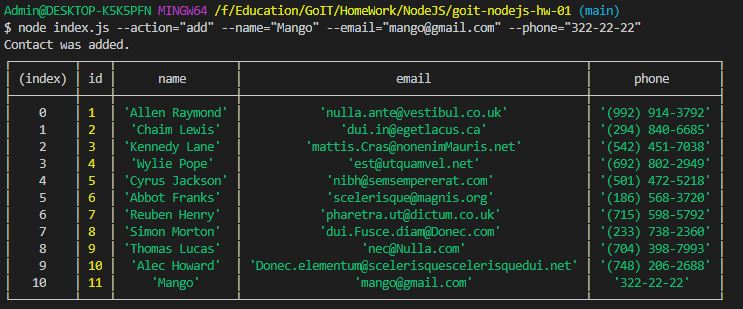 Admin@DESKTOP-K5K5PFN MINGW64 /f/Education/GoIT/HomeWork/NodeJS/goit-nodejs-hw-01 (main)
$ node index.js --action="add" --name="Mango" --email="mango@gmail.com" --phone="322-22-22"
Contact was added.
(index) id name email phone
0 1 'Allen Raymond' 'nulla.ante@vestibul.co.uk' '(992) 914-3792'
1 2 'Chaim Lewis' 'dui.in@egetlacus.ca' '(294) 840-6685'
2 3 'Kennedy Lane' 'mattis.Cras@nonenimMauris.net' '(542) 451-7038'
3 4 'Wylie Pope' 'est@utquamvel.net' '(692) 802-2949'
4 5 'Cyrus Jackson' 'nibh@semsempererat.com' '(501) 472-5218'
5 6 'Abbot Franks' 'scelerisque@magnis.org' '(186) 568-3720'
6 7 'Reuben Henry' 'pharetra.ut@dictum.co.uk' '(715) 598-5792'
7 8 'Simon Morton' 'dui.Fusce.diam@Donec.com' '(233) 738-2360'
8 9 'Thomas Lucas' 'nec@Nulla.com' '(704) 398-7993'
9 10 'Alec Howard' 'Donec.elementum@scelerisquescelerisquedui.net' '(748) 206-2688'
10 11 'Mango' 'mango@gmail.com' '322-22-22'